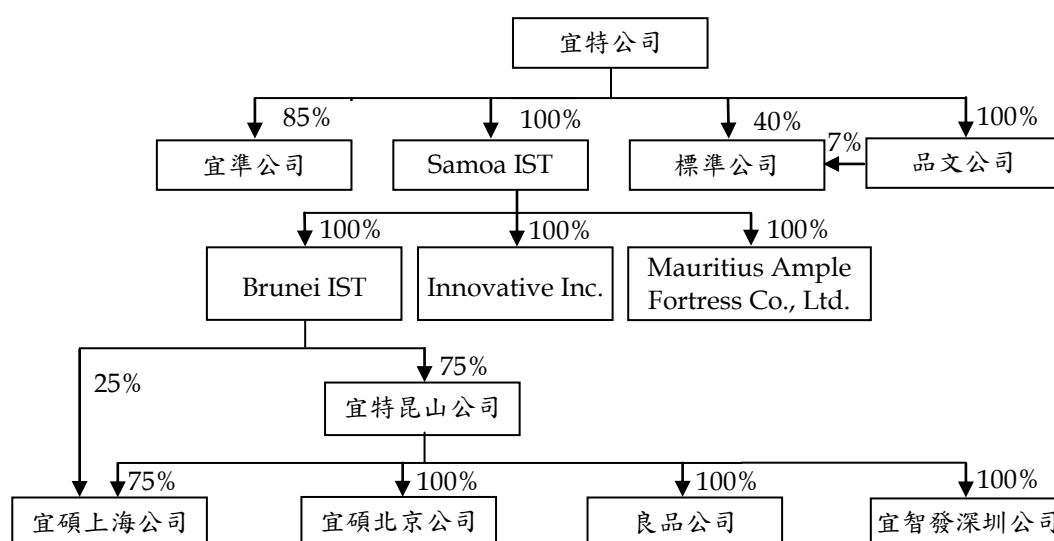 宜特公司
85%
100%
40%
100%
宜準公司
Samoa IST
標準公司
7%
品文公司
100%
100%
100%
Brunei IST
Innovative Inc.
Mauritius Ample
Fortress Co., Ltd.
25%
75%
宜特昆山公司
75%
100%
100%
100%
宜碩上海公司
宜碩北京公司
良品公司
宜智發深圳公司